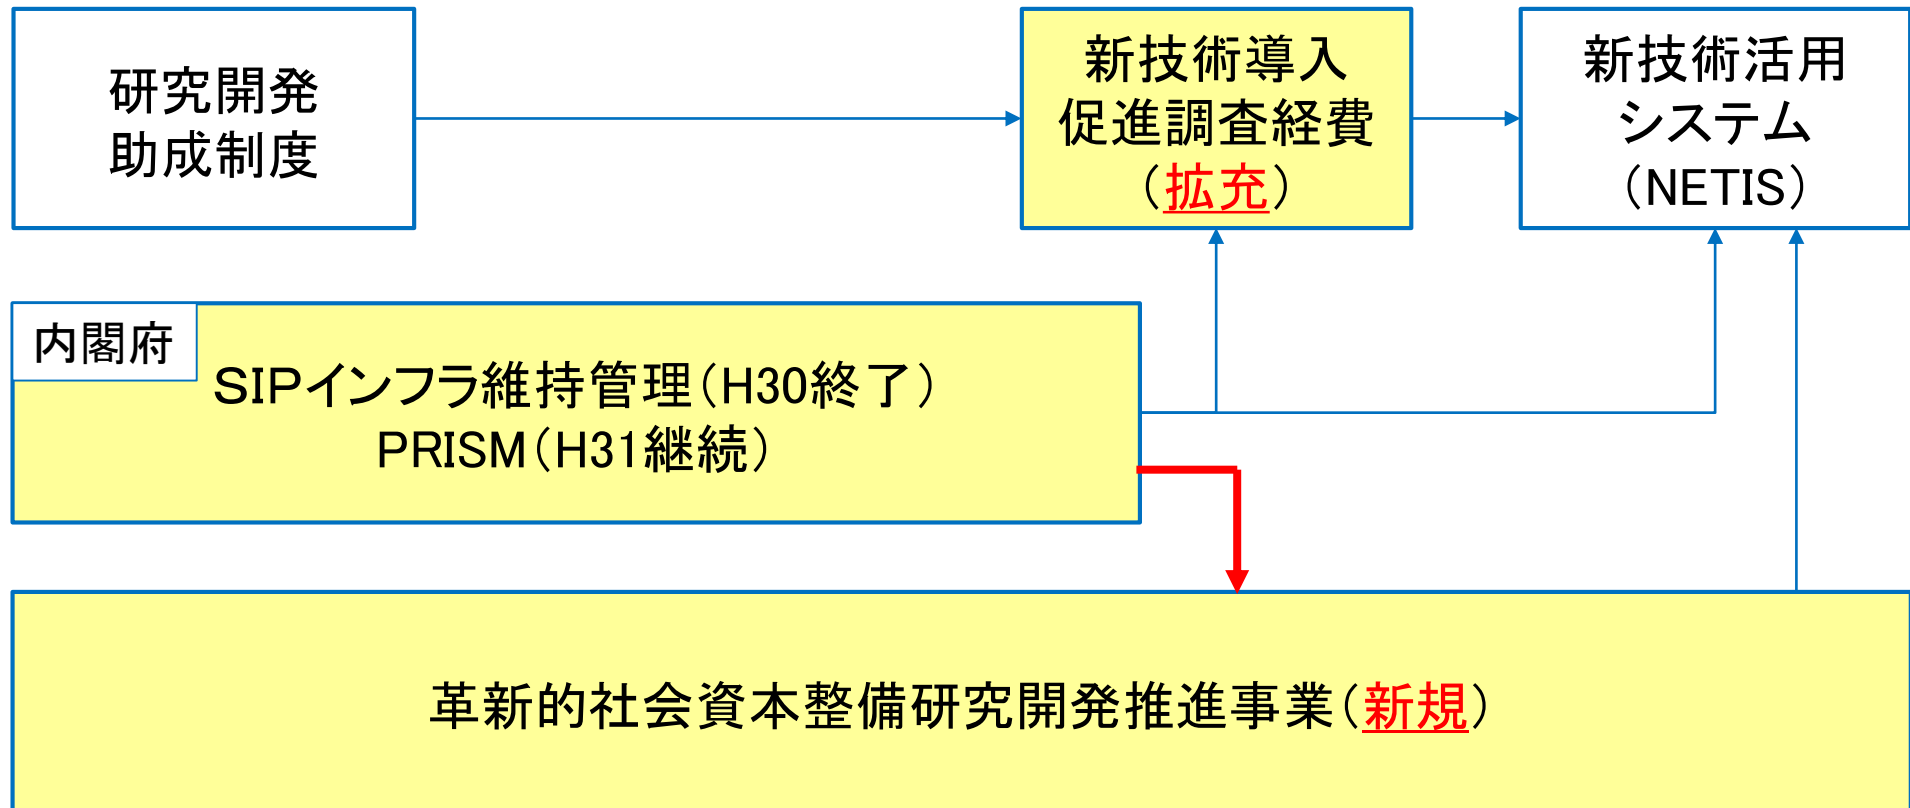 研究開発
助成制度
新技術導入
促進調査経費
（拡充）
新技術活用
システム
（NETIS）
内閣府
SIPインフラ維持管理（H30終了）
PRISM（H31継続）
革新的社会資本整備研究開発推進事業（新規）